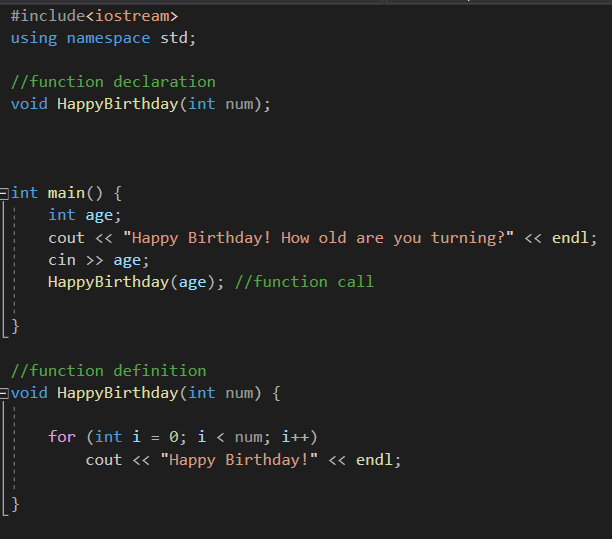 #include<iostream>
using namespace std;
//function declaration
void HappyBirthday(int num);
int main() {
int age;
cout << "Happy Birthday! How old are you turning?" << endl;
cin >> age;
HappyBirthday(age); //function call
}
//function definition
void HappyBirthday(int num) {
for (int i = 0; i < num; i++)
cout << "Happy Birthday!" << endl;
}